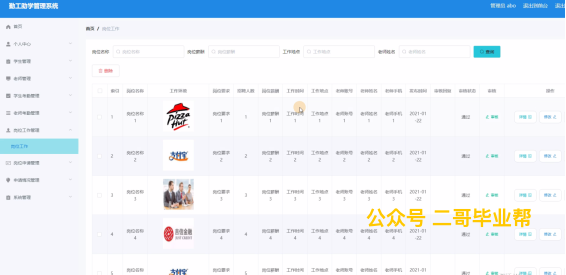 勤工助学管理系统 管理员 abo 退出到前台 退出登录
首页
个人中心
学生管理
老师管理
学生考勤管理
老师考勤管理
岗位工作管理
岗位工作
岗位申请管理
申请情况管理
系统管理
首页 / 岗位工作
岗位名称 岗位名称 岗位薪酬 岗位薪酬 工作地点 工作地点 老师姓名 老师姓名 查询
删除
索引 岗位名称 工作环境 岗位要求 招聘人数 岗位薪酬 工作时间 工作地点 老师账号 老师姓名 老师手机 发布时间 审核回复 审核状态 审核 操作
1 岗位名称1 Pizza Hut 岗位要求1 1 岗位薪酬1 工作时间1 工作地点1 老师账号1 老师姓名1 老师手机1 2021-01-22 通过 审核 详情 修改
2 岗位名称2 支付宝 岗位要求2 2 岗位薪酬2 工作时间2 工作地点2 老师账号2 老师姓名2 老师手机2 2021-01-22 通过 审核 详情 修改
3 岗位名称3 岗位要求3 3 岗位薪酬3 工作时间3 工作地点3 老师账号3 老师姓名3 老师手机3 2021-01-22 通过 审核 详情 修改
公众号 二哥毕业帮
4 岗位名称4 岗位要求4 4 岗位薪酬4 工作时间4 工作地点4 老师账号4 老师姓名4 老师手机4 通过 审核 详情 修改
5 岗位名称